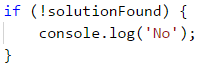 if (!solutionFound) {
    console.log('No');
}